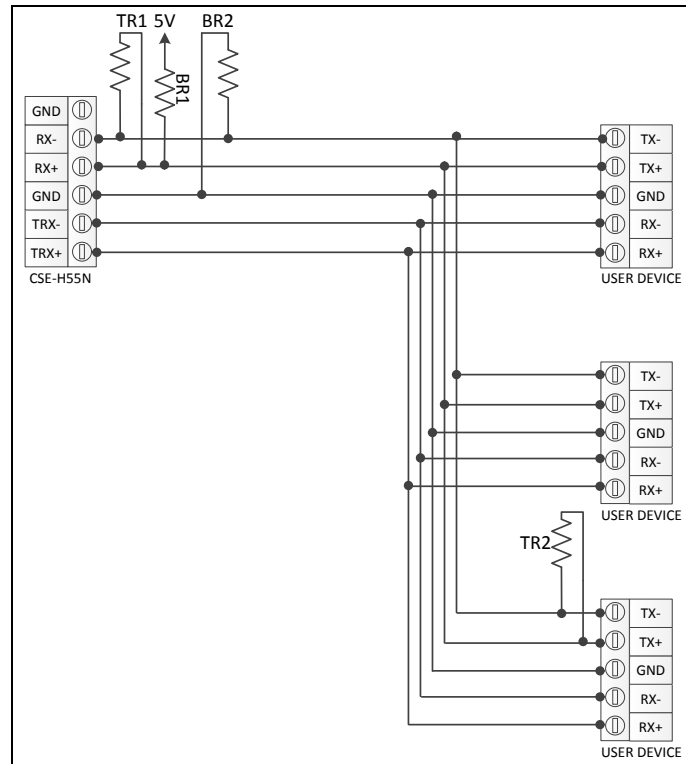 TR1 5V BR2
BR1
GND
RX-
RX+
GND
TRX-
TRX+
CSE-H55N
TX-
TX+
GND
RX-
RX+
USER DEVICE
TX-
TX+
GND
RX-
RX+
USER DEVICE
TR2
TX-
TX+
GND
RX-
RX+
USER DEVICE